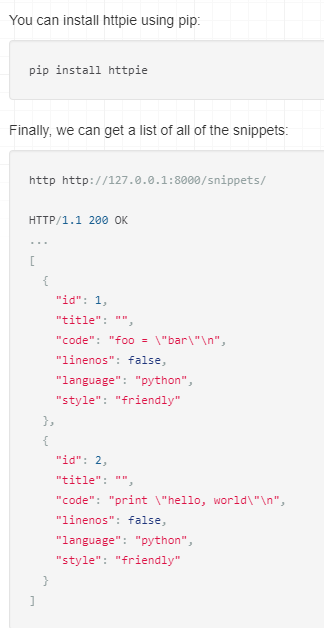 You can install httpie using pip:
pip install httpie
Finally, we can get a list of all of the snippets:
http http://127.0.0.1:8000/snippets/
HTTP/1.1 200 OK
...
[
  {
    "id": 1,
    "title": "",
    "code": "foo = \"bar\"\n",
    "linenos": false,
    "language": "python",
    "style": "friendly"
  },
  {
    "id": 2,
    "title": "",
    "code": "print \"hello, world\"\n",
    "linenos": false,
    "language": "python",
    "style": "friendly"
  }
]